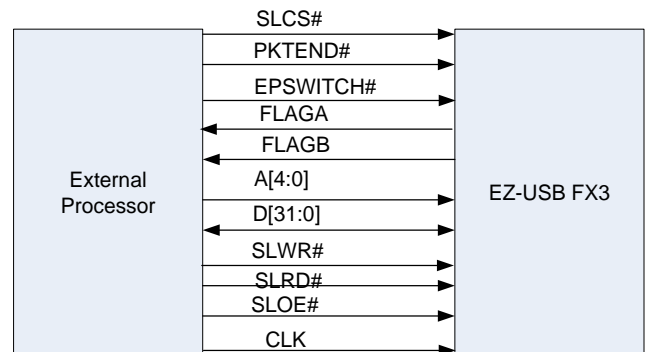 SLCS#
PKTEND#
EPSWITCH#
FLAGA
FLAGB
External
Processor
A[4:0]
EZ-USB FX3
D[31:0]
SLWR#
SLRD#
SLOE#
CLK